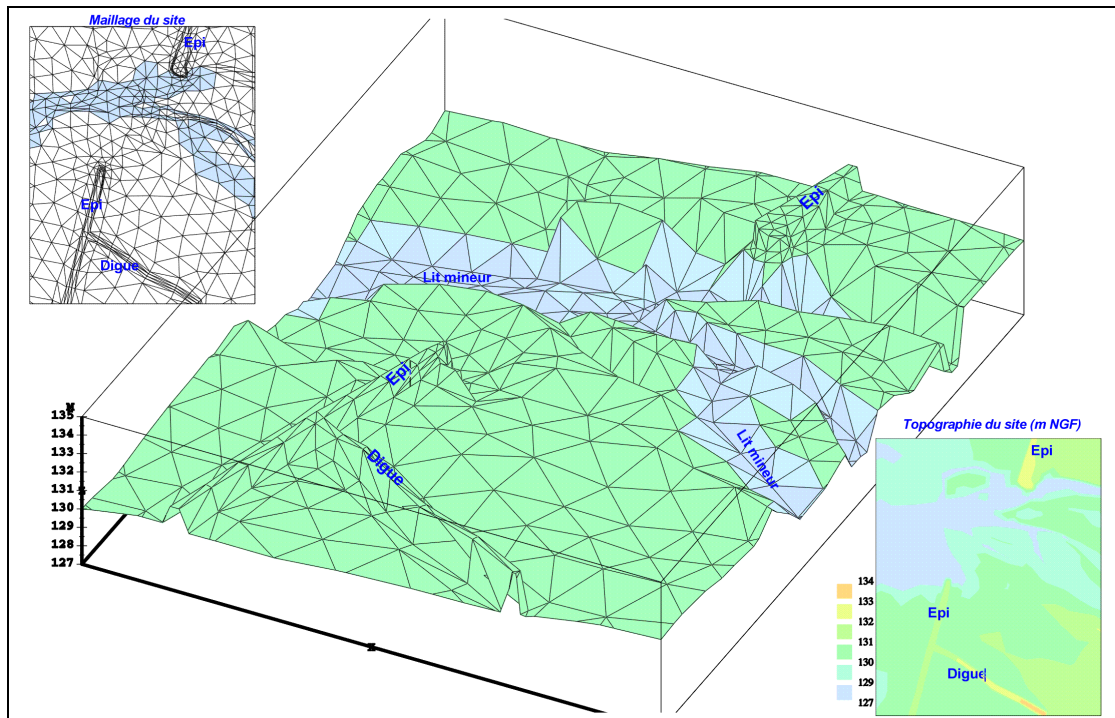 Maillage du site
Epi
Epi
Digue
Epi
Lit mineur
Epi
Digue
Lit mineur
135
134
133
132
131
130
129
128
127
z
Topographie du site (m NGF)
Epi
Epi
Digue
134
133
132
131
130
129
127